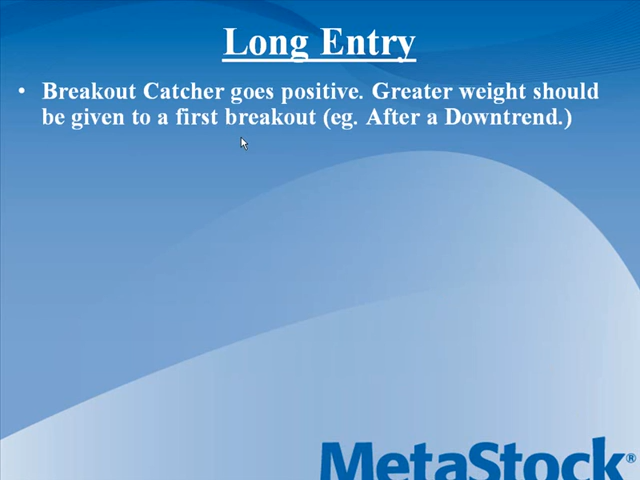 Long Entry
• Breakout Catcher goes positive. Greater weight should
be given to a first breakout (eg. After a Downtrend.)
MetaStock®